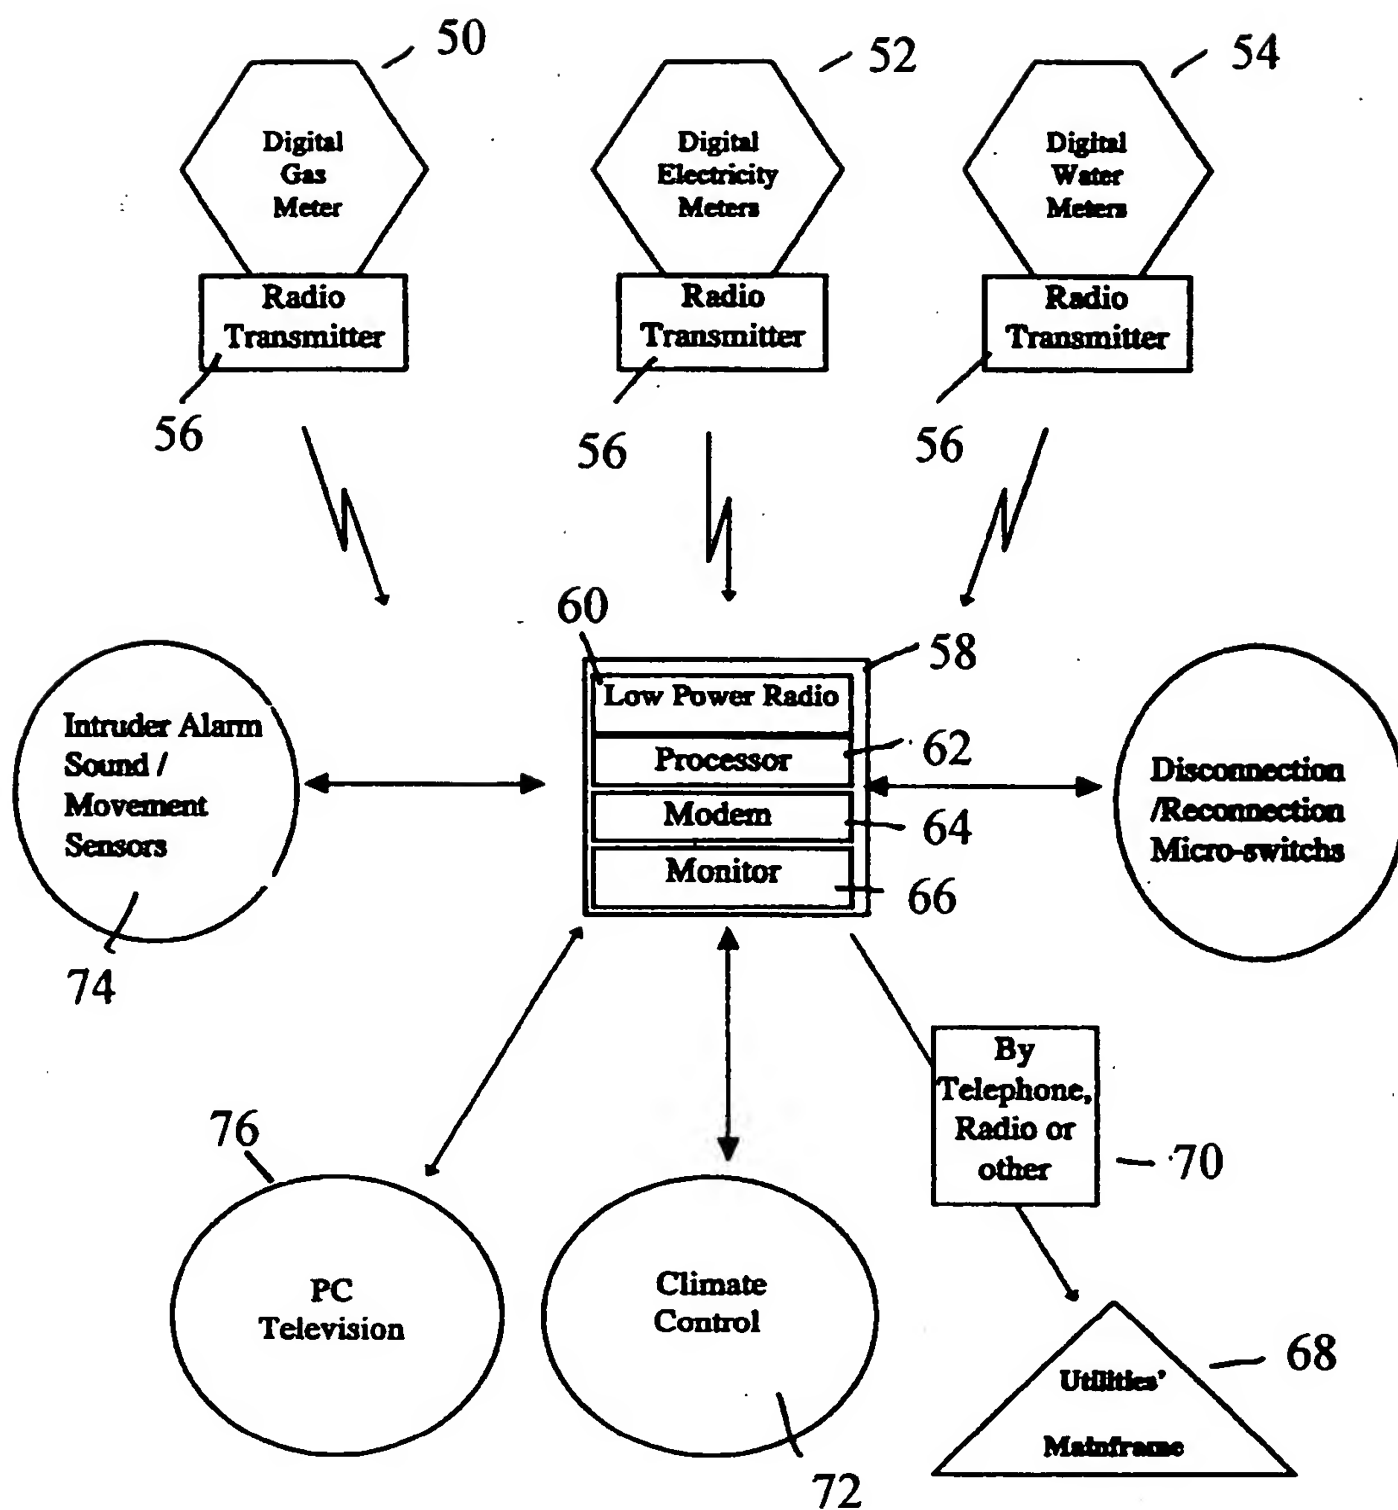 50
52
54
Digital
Gas
Meter
Digital
Electricity
Meters
Digital
Water
Meters
Radio
Transmitter
Radio
Transmitter
Radio
Transmitter
56
56
56
60
58
Low Power Radio
Processor
62
Modem
64
Monitor
66
Intruder Alarm
Sound /
Movement
Sensors
74
Disconnection
/Reconnection
Micro-switchs
By
Telephone,
Radio or
other
70
76
PC
Television
Climate
Control
72
68
Utilities'
Mainframe